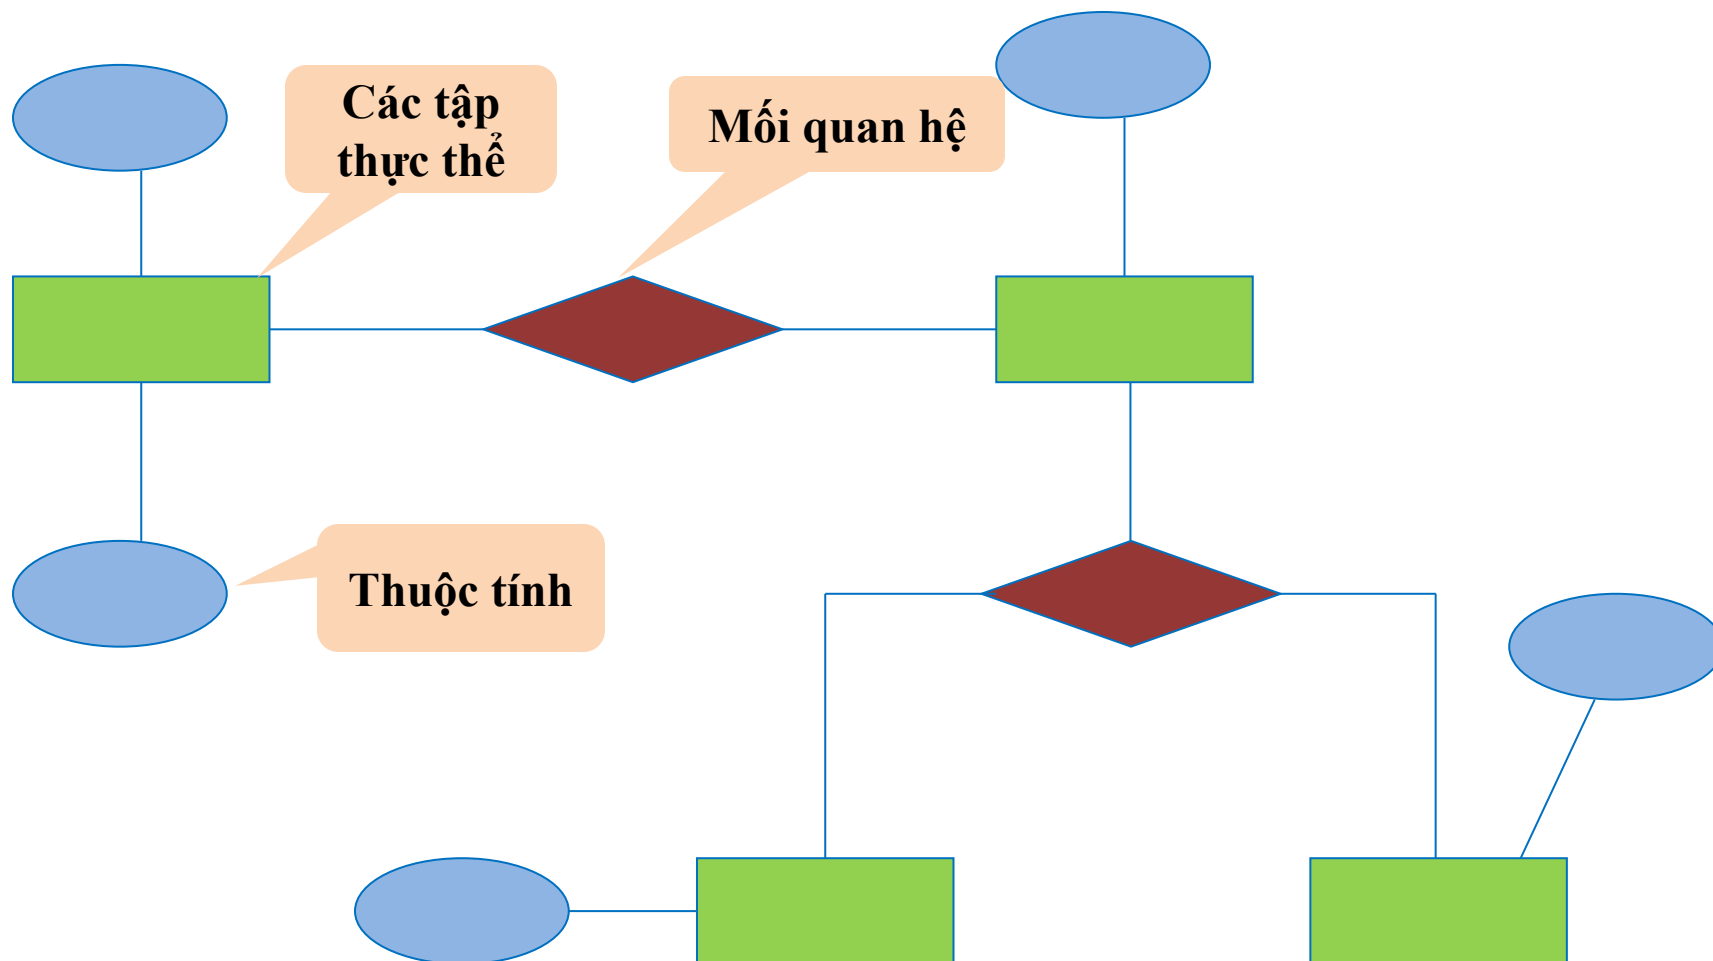 Các tập
thực thể
Mối quan hệ
Thuộc tính